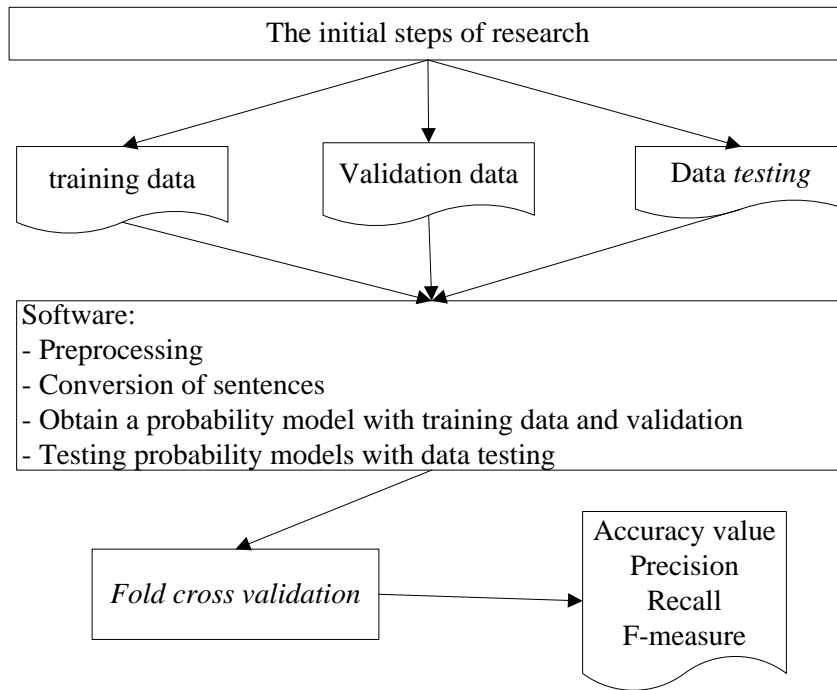 The initial steps of research
training data
Validation data
Data testing
Software:
- Preprocessing
- Conversion of sentences
- Obtain a probability model with training data and validation
- Testing probability models with data testing
Fold cross validation
Accuracy value
Precision
Recall
F-measure